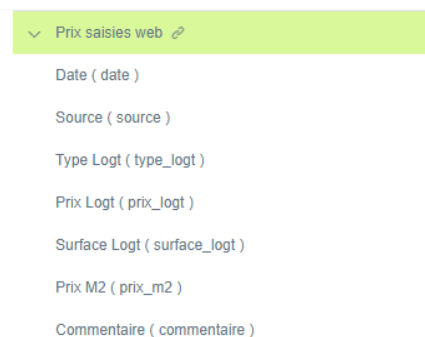 Prix saisies web
Date ( date )
Source ( source )
Type Logt ( type_logt )
Prix Logt ( prix_logt )
Surface Logt ( surface_logt )
Prix M2 ( prix_m2 )
Commentaire ( commentaire )